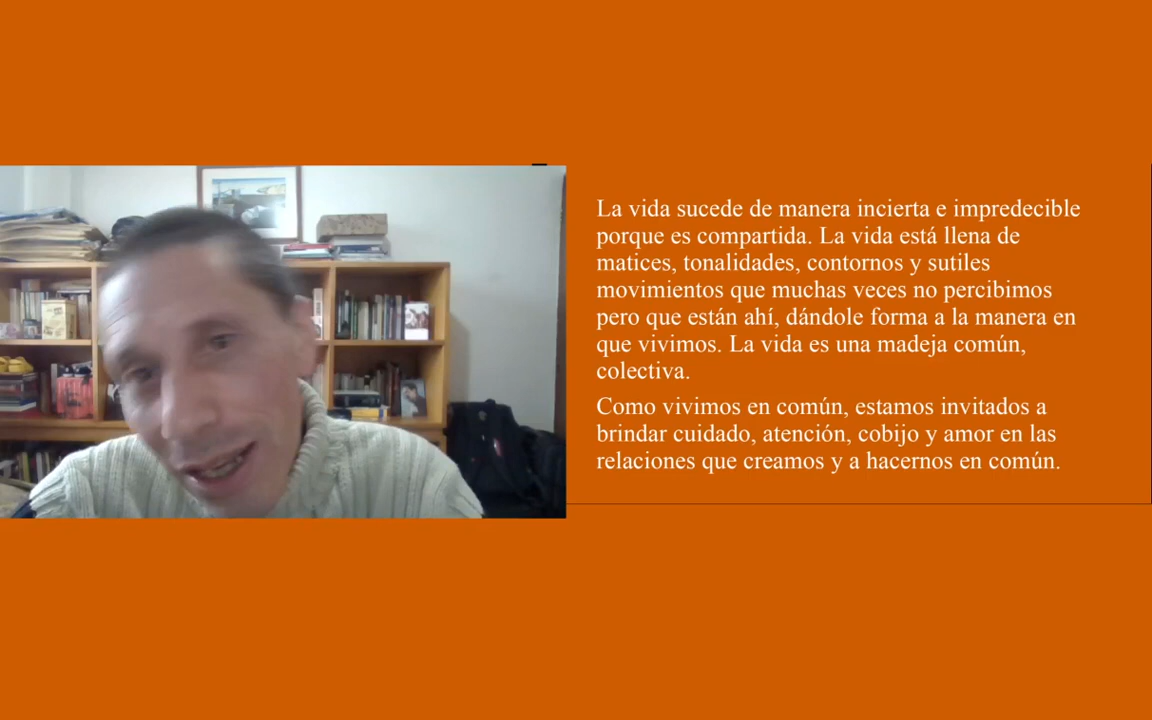 La vida sucede de manera incierta e impredecible
porque es compartida. La vida está llena de
matices, tonalidades, contornos y sutiles
movimientos que muchas veces no percibimos
pero que están ahí, dándole forma a la manera en
que vivimos. La vida es una madeja común,
colectiva.
Como vivimos en común, estamos invitados a
brindar cuidado, atención, cobijo y amor en las
relaciones que creamos y a hacernos en común.